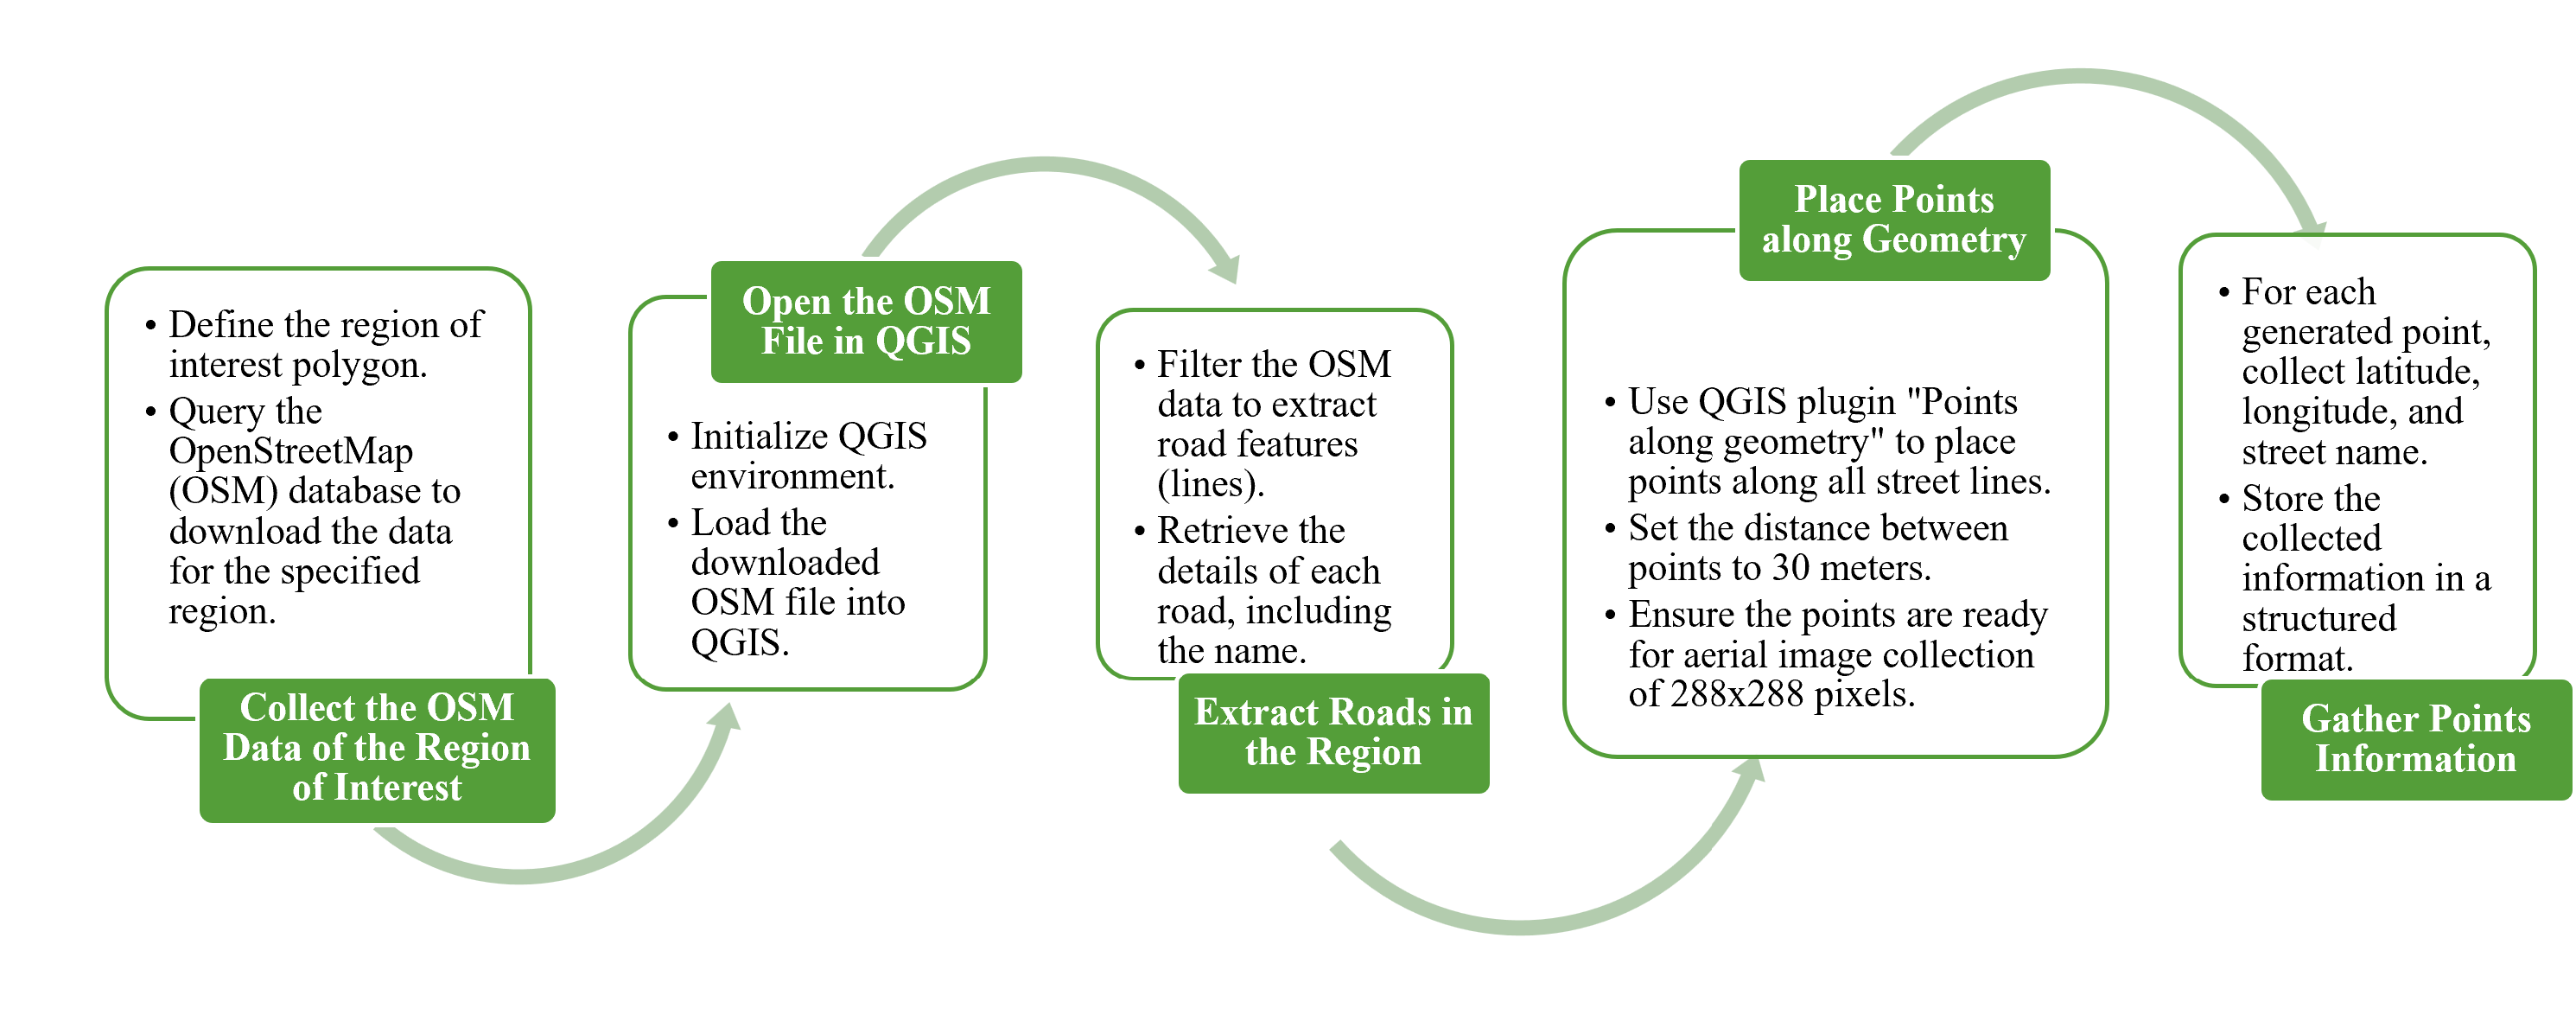 • Define the region of
interest polygon.
• Query the
OpenStreetMap
(OSM) database to
download the data
for the specified
region.
Collect the OSM
Data of the Region
of Interest
Open the OSM
File in QGIS
• Initialize QGIS
environment.
• Load the
downloaded
OSM file into
QGIS.
• Filter the OSM
data to extract
road features
(lines).
• Retrieve the
details of each
road, including
the name.
Extract Roads in
the Region
Place Points
along Geometry
• Use QGIS plugin "Points
along geometry" to place
points along all street lines.
• Set the distance between
points to 30 meters.
• Ensure the points are ready
for aerial image collection
of 288x288 pixels.
• For each
generated point,
collect latitude,
longitude, and
street name.
• Store the
collected
information in a
structured
format.
Gather Points
Information